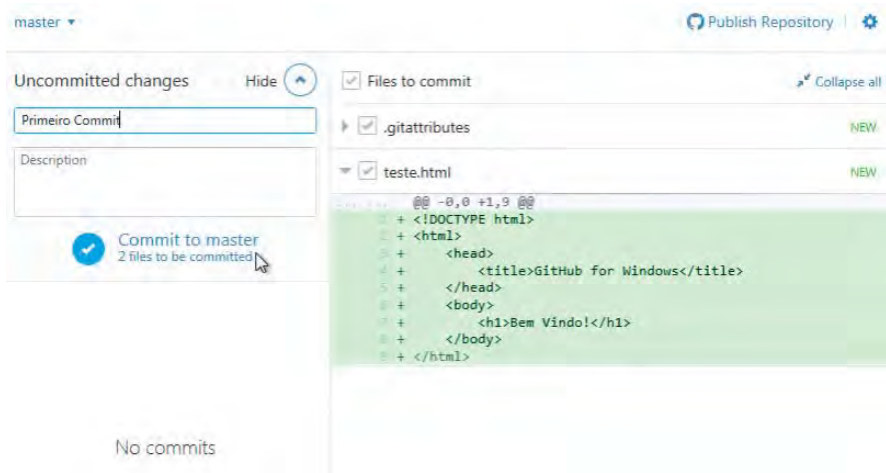 master
Publish Repository
Uncommitted changes
Hide
Primeiro Commit
Description
Commit to master
2 files to be committed
No commits
Files to commit
Collapse all
.gitattributes
NEW
teste.html
NEW
@@ -0,0 +1,9 @@
+ <!DOCTYPE html>
+ <html>
+ <head>
+ <title>GitHub for Windows</title>
+ </head>
+ <body>
+ <h1>Bem Vindo!</h1>
+ </body>
+ </html>